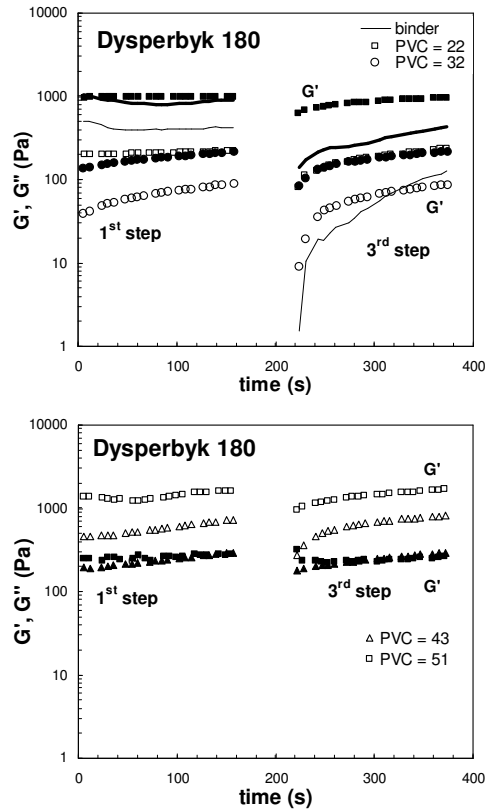 Dysperbyk 180
binder
PVC = 22
PVC = 32
10000
1000
100
10
1
G', G" (Pa)
G'
G'
1st step
3rd step
0
100
200
300
400
time (s)
Dysperbyk 180
10000
1000
100
10
1
G', G" (Pa)
G'
G'
1st step
3rd step
PVC = 43
PVC = 51
0
100
200
300
400
time (s)